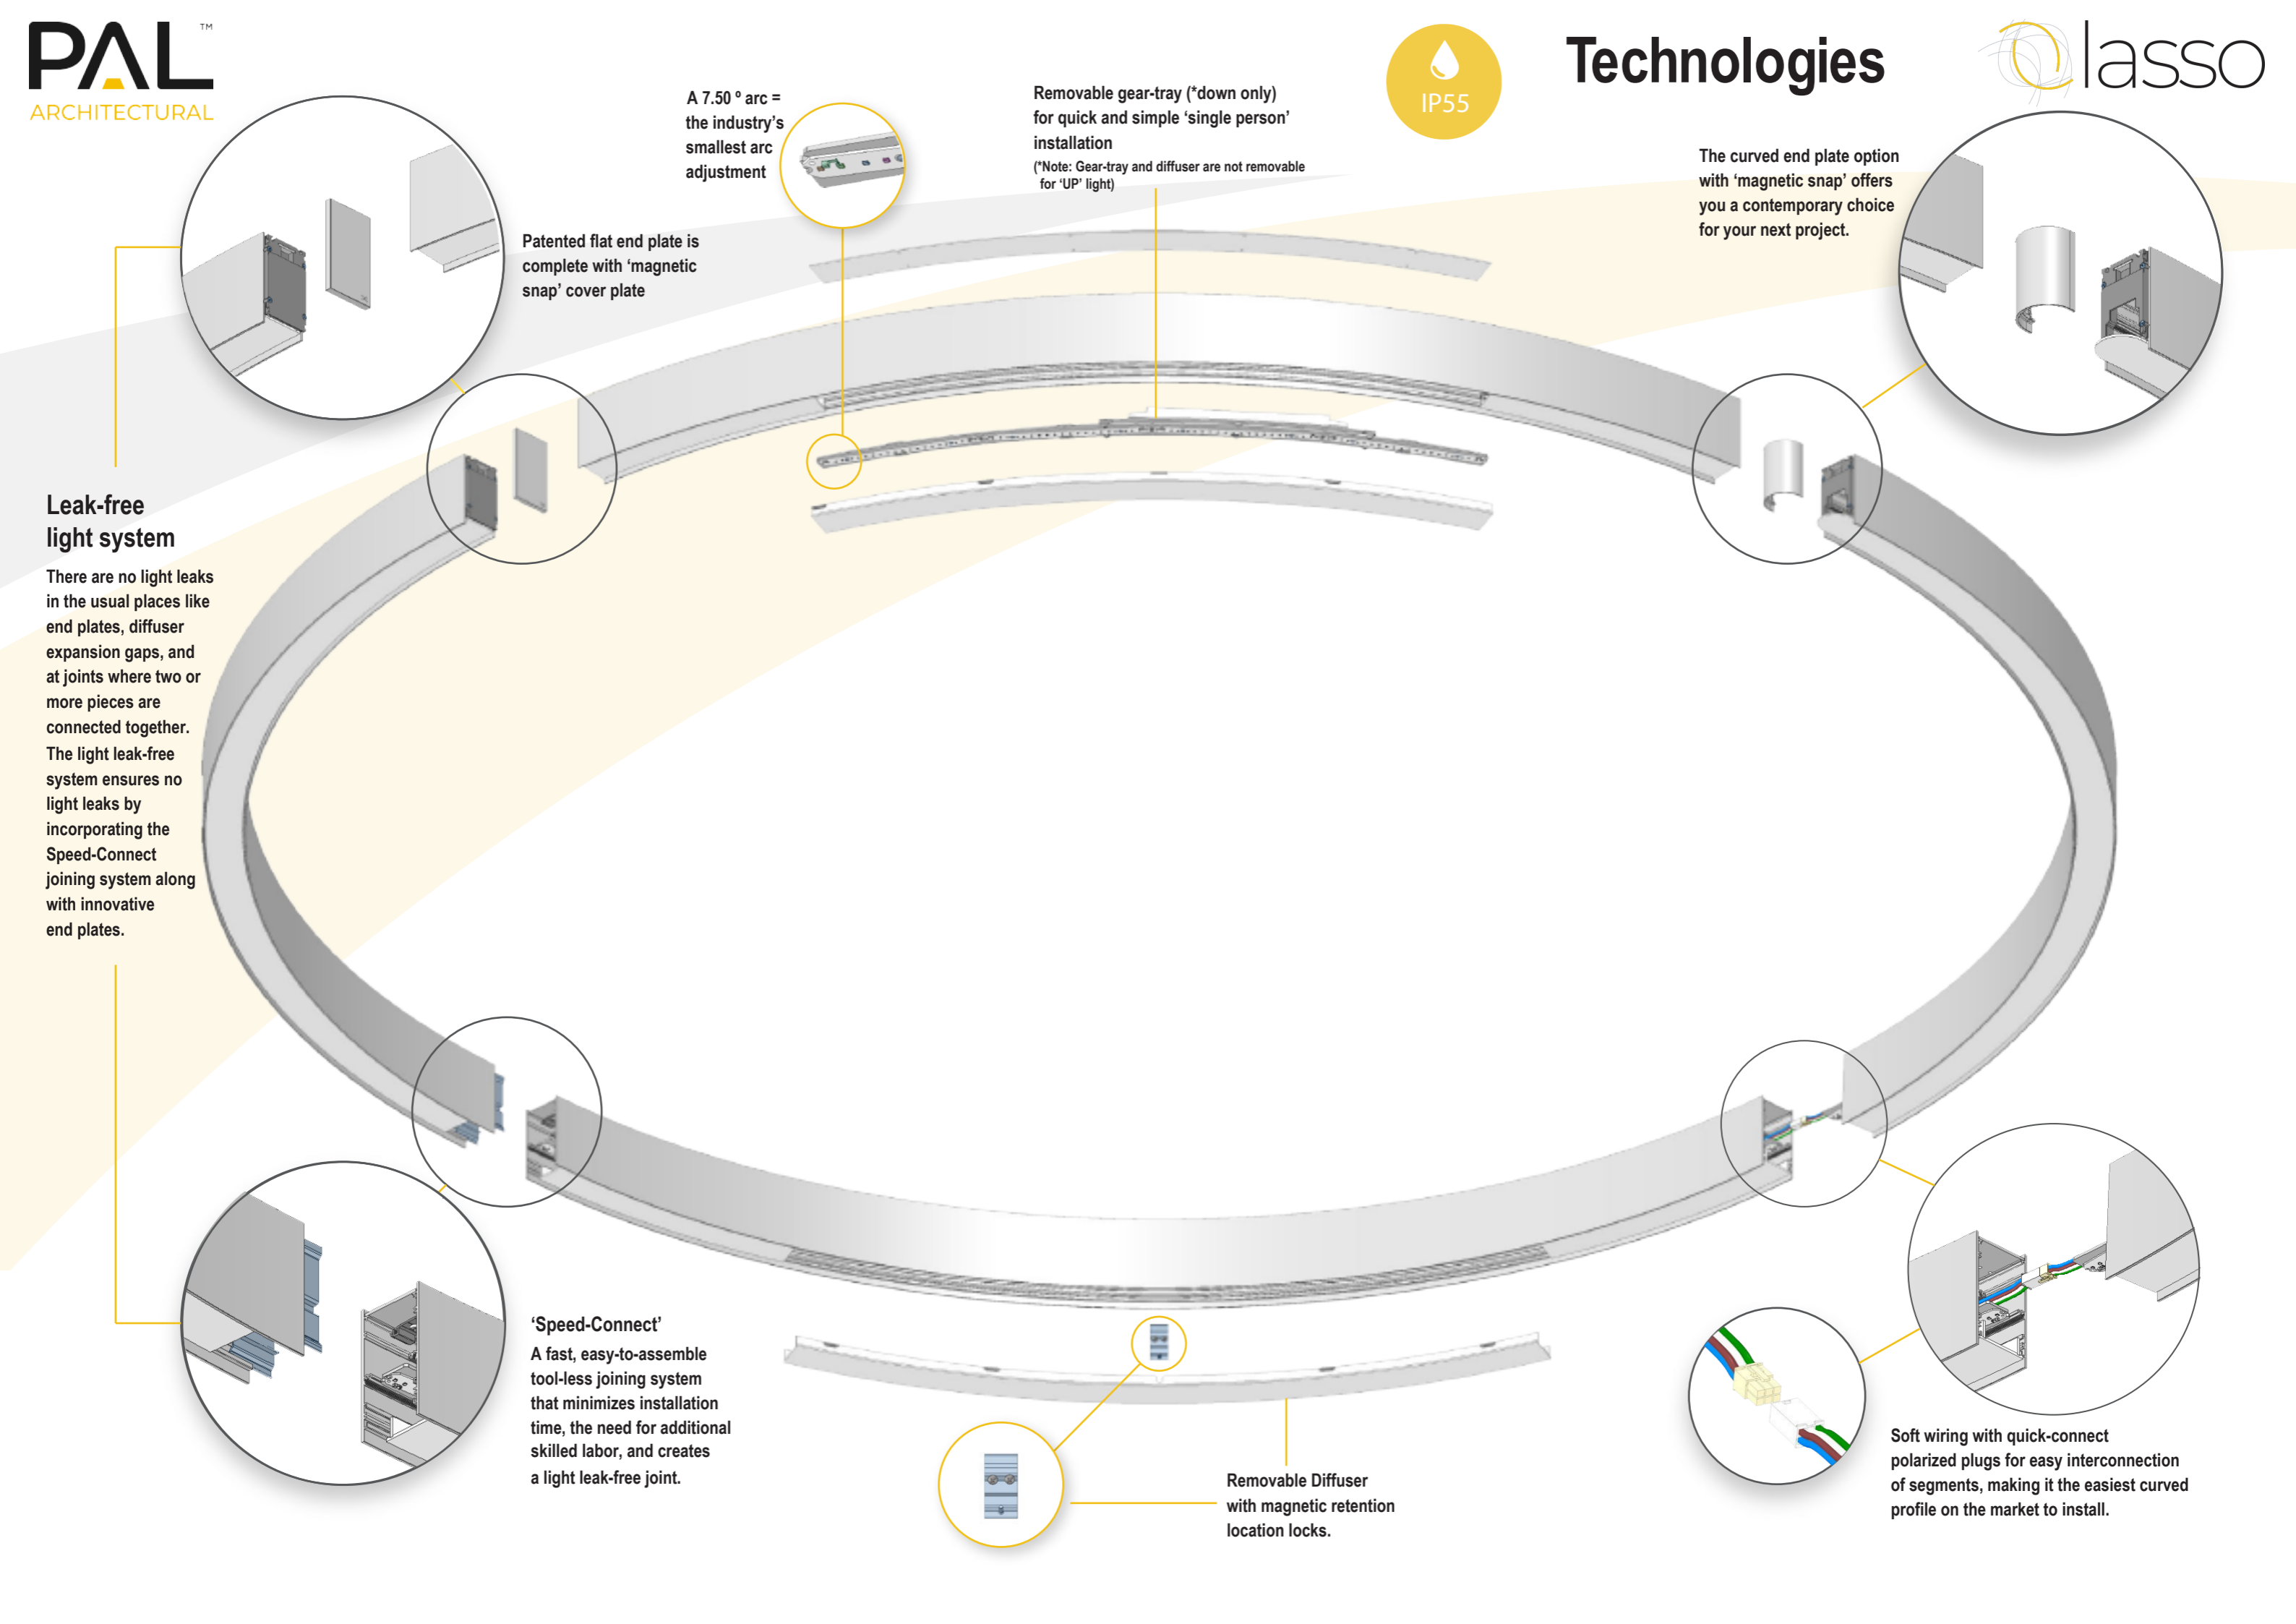 PAL™
ARCHITECTURAL
IP55
Technologies
lasso
A 7.50 º arc =
the industry’s
smallest arc
adjustment
Removable gear-tray (*down only)
for quick and simple ‘single person’
installation
(*Note: Gear-tray and diffuser are not removable
for ‘UP’ light)
The curved end plate option
with ‘magnetic snap’ offers
you a contemporary choice
for your next project.
Patented flat end plate is
complete with ‘magnetic
snap’ cover plate
Leak-free
light system
There are no light leaks
in the usual places like
end plates, diffuser
expansion gaps, and
at joints where two or
more pieces are
connected together.
The light leak-free
system ensures no
light leaks by
incorporating the
Speed-Connect
joining system along
with innovative
end plates.
‘Speed-Connect’
A fast, easy-to-assemble
tool-less joining system
that minimizes installation
time, the need for additional
skilled labor, and creates
a light leak-free joint.
Removable Diffuser
with magnetic retention
location locks.
Soft wiring with quick-connect
polarized plugs for easy interconnection
of segments, making it the easiest curved
profile on the market to install.